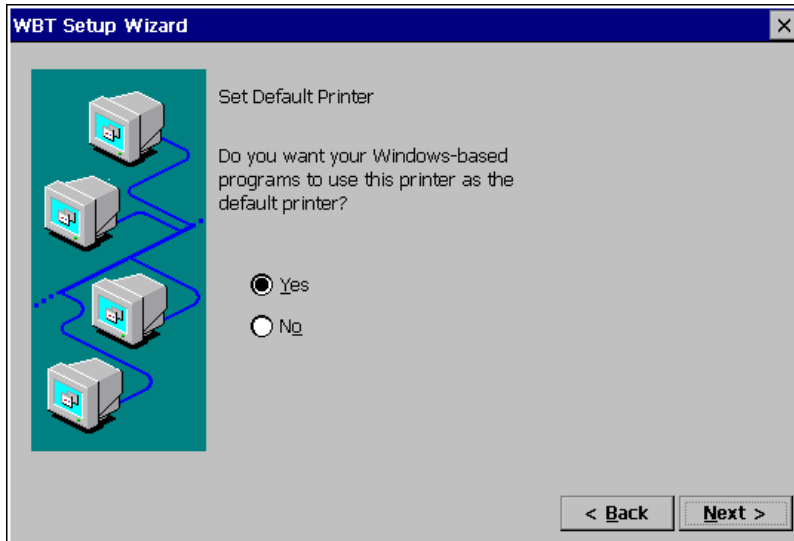 WBT Setup Wizard
Set Default Printer
Do you want your Windows-based
programs to use this printer as the
default printer?
Yes
No
< Back
Next >